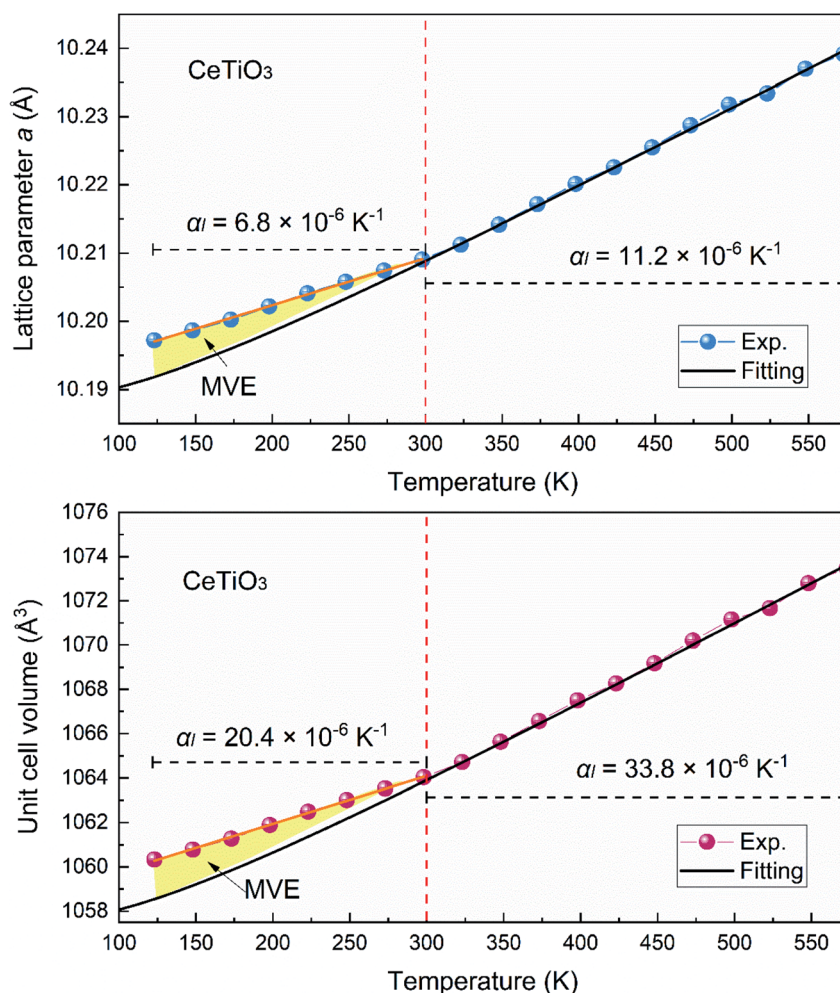 10.24
10.23
10.22
10.21
10.20
10.19
Lattice parameter a (Å)
CeTiO₃
αₗ = 6.8 × 10⁻⁶ K⁻¹
αₗ = 11.2 × 10⁻⁶ K⁻¹
MVE
Exp.
Fitting
100 150 200 250 300 350 400 450 500 550
Temperature (K)
1076
1074
1072
1070
1068
1066
1064
1062
1060
1058
Unit cell volume (Å³)
CeTiO₃
αₗ = 20.4 × 10⁻⁶ K⁻¹
αₗ = 33.8 × 10⁻⁶ K⁻¹
MVE
Exp.
Fitting
100 150 200 250 300 350 400 450 500 550
Temperature (K)